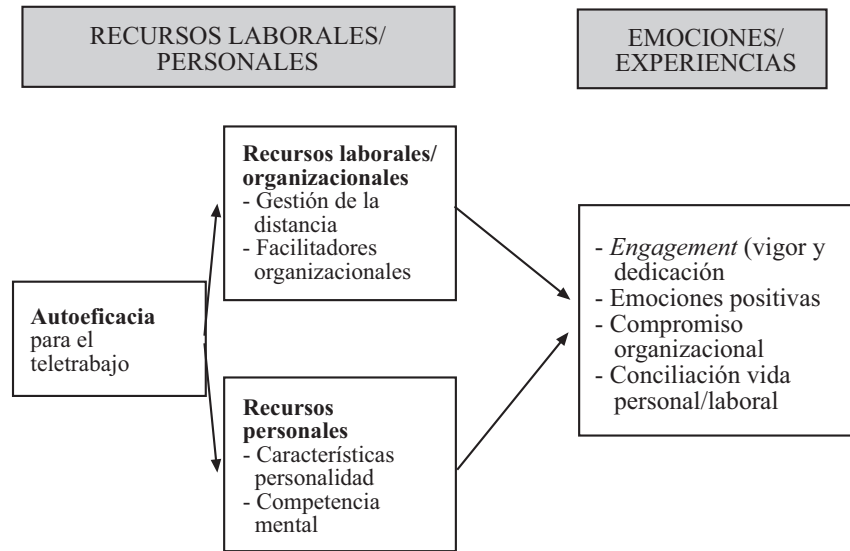 RECURSOS LABORALES/
PERSONALES
EMOCIONES/
EXPERIENCIAS
Recursos laborales/
organizacionales
- Gestión de la
distancia
- Facilitadores
organizacionales
Autoeficacia
para el
teletrabajo
Recursos
personales
- Características
personalidad
- Competencia
mental
- Engagement (vigor y
dedicación
- Emociones positivas
- Compromiso
organizacional
- Conciliación vida
personal/laboral